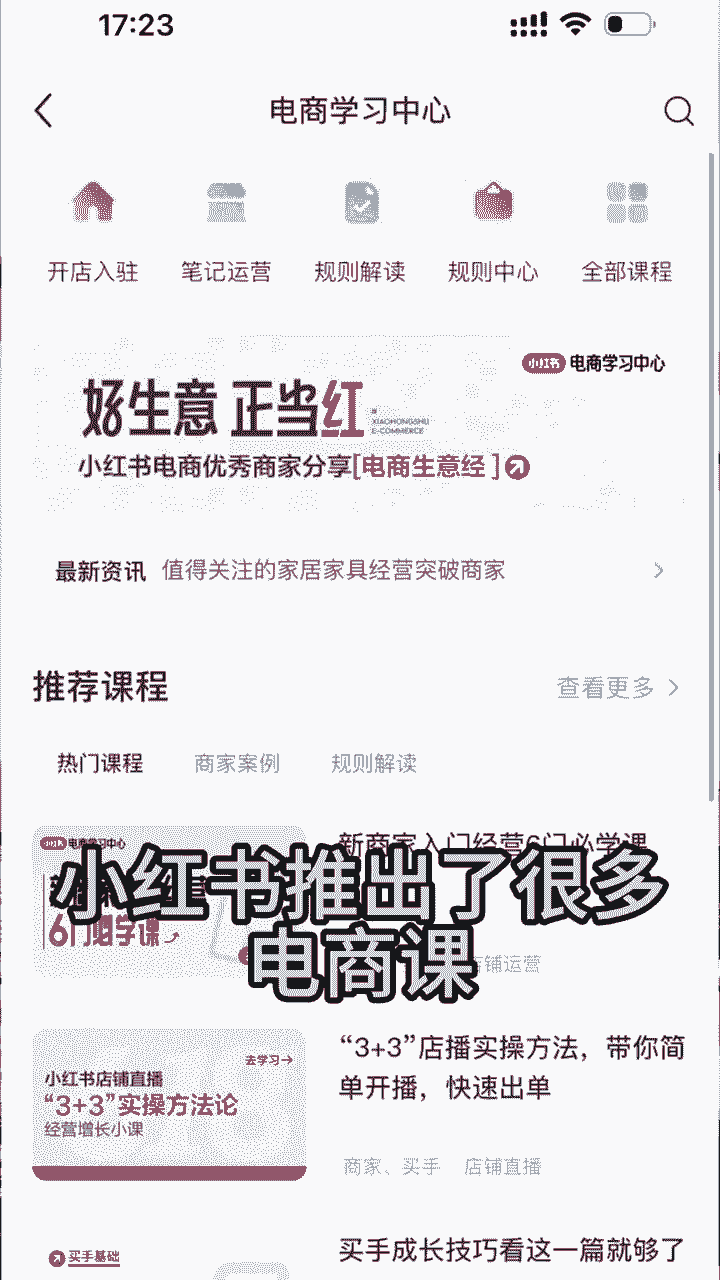 17:23
电商学习中心
开店入驻 笔记运营 规则解读 规则中心 全部课程
小红书 电商学习中心
好生意 正当红
XIAOHONGSHU
E-COMMERCE
小红书电商优秀商家分享[电商生意经]
最新资讯 值得关注的家居家具经营突破商家
推荐课程 查看更多
热门课程 商家案例 规则解读
电商学习中心
新商家入门经营6门必学课
小红书推出了很多
6门必学课
电商课
店铺运营
去学习
小红书店铺直播
“3+3”实操方法论
经营增长小课
“3+3”店播实操方法，带你简
单开播，快速出单
商家、买手 店铺直播
买手基础
买手成长技巧看这一篇就够了